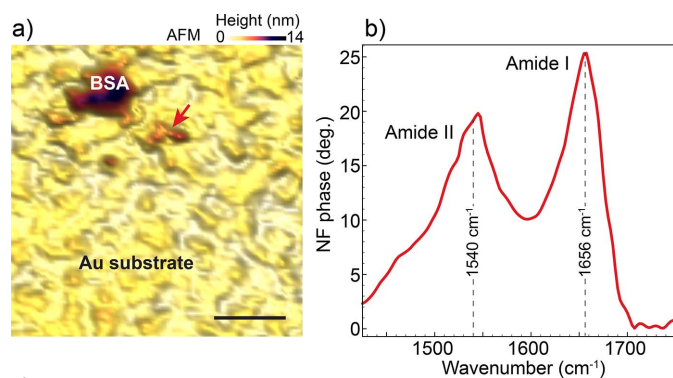 a)
AFM
Height (nm)
0
14
BSA
Au substrate
b)
NF phase (deg.)
25
20
15
10
5
0
Amide I
Amide II
1540 cm⁻¹
1656 cm⁻¹
1500
1600
1700
Wavenumber (cm⁻¹)